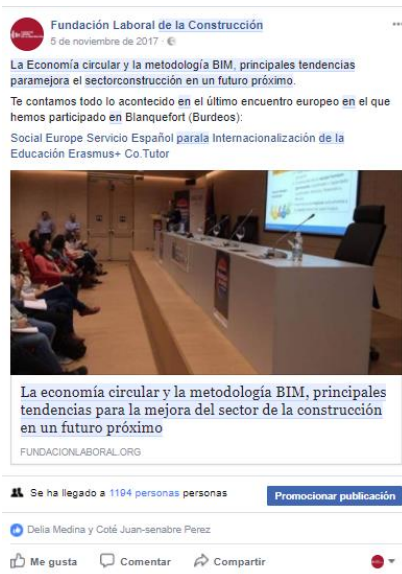 Fundación Laboral de la Construcción
5 de noviembre de 2017 ·
La Economía circular y la metodología BIM, principales tendencias
paramejora el sectorconstrucción en un futuro próximo.
Te contamos todo lo acontecido en el último encuentro europeo en el que
hemos participado en Blanquefort (Burdeos):
Social Europe Servicio Español parala Internacionalización de la
Educación Erasmus+ Co.Tutor
La economía circular y la metodología BIM, principales
tendencias para la mejora del sector de la construcción
en un futuro próximo
FUNDACIONLABORAL.ORG
Se ha llegado a 1194 personas personas
Promocionar publicación
Delia Medina y Coté Juan-senabre Perez
Me gusta Comentar Compartir